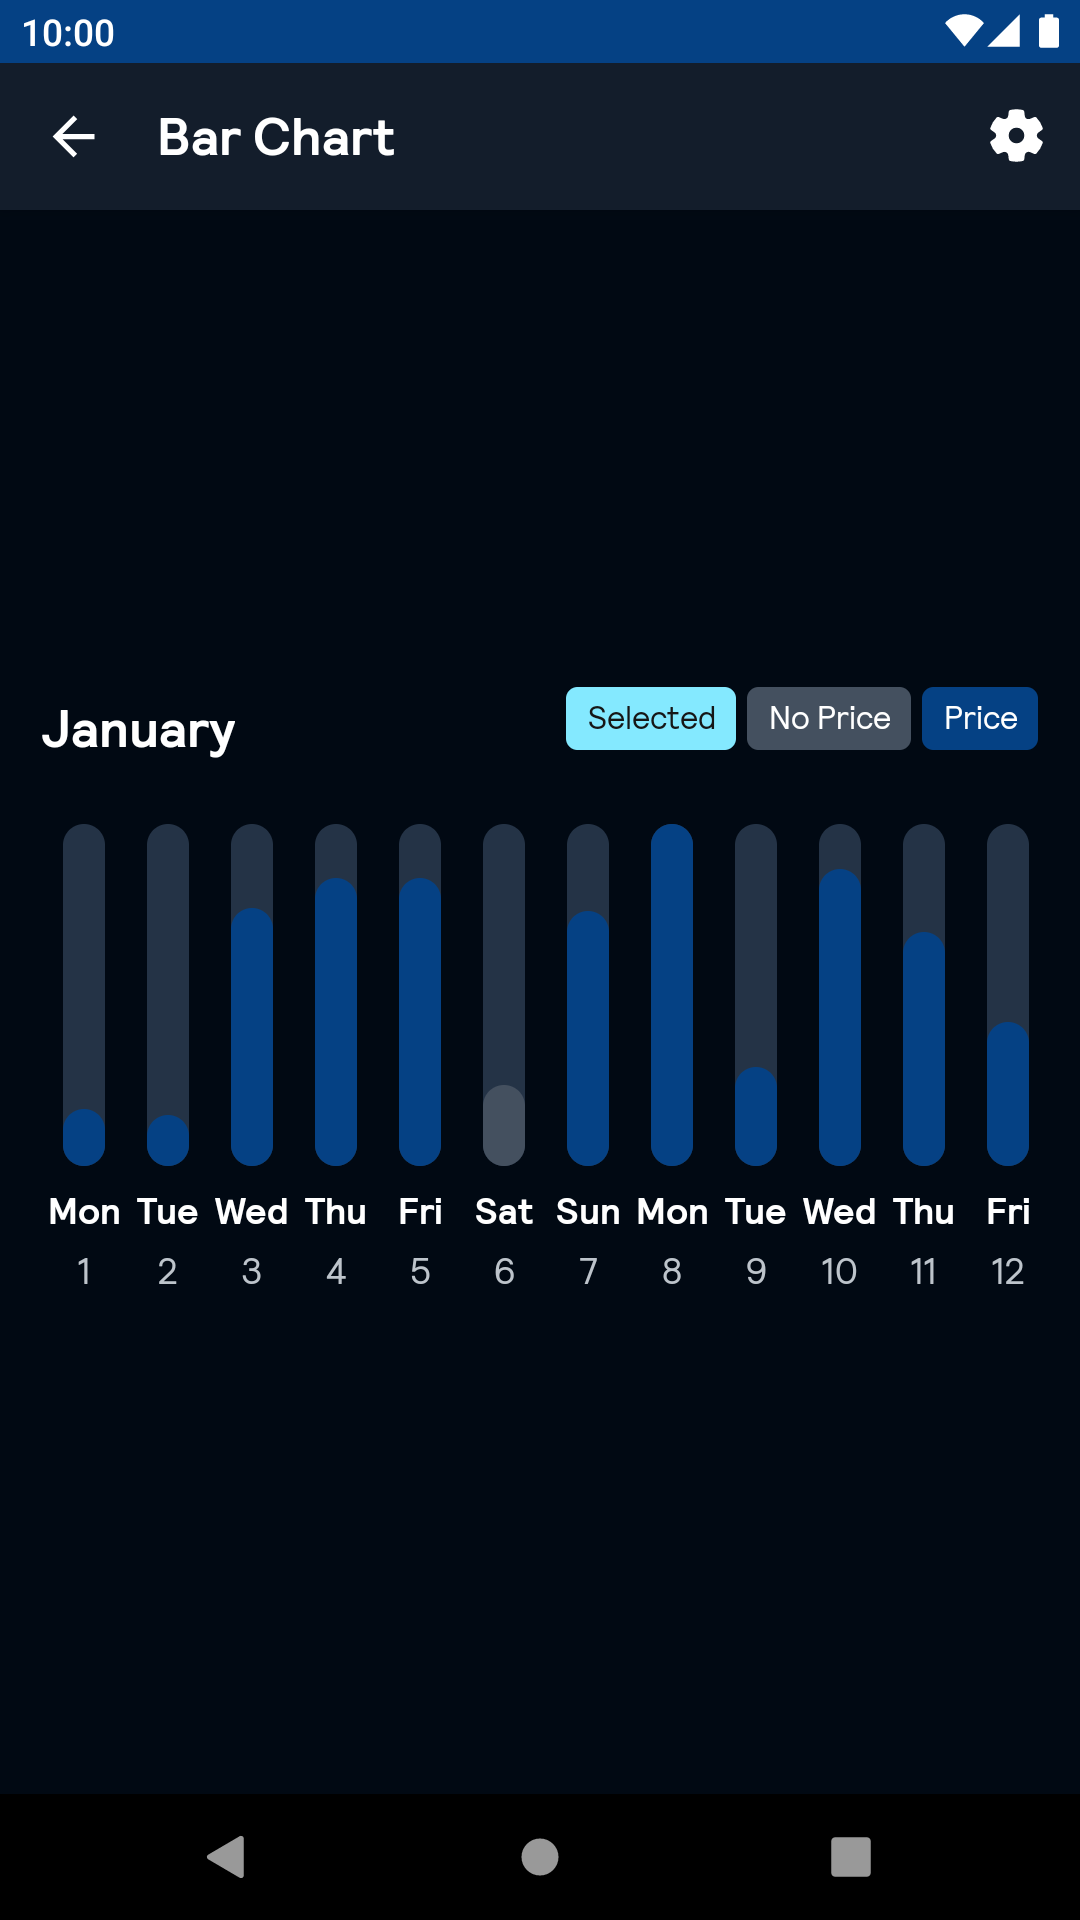 10:00
Bar Chart
January
Selected No Price Price
Mon Tue Wed Thu Fri Sat Sun Mon Tue Wed Thu Fri
1 2 3 4 5 6 7 8 9 10 11 12